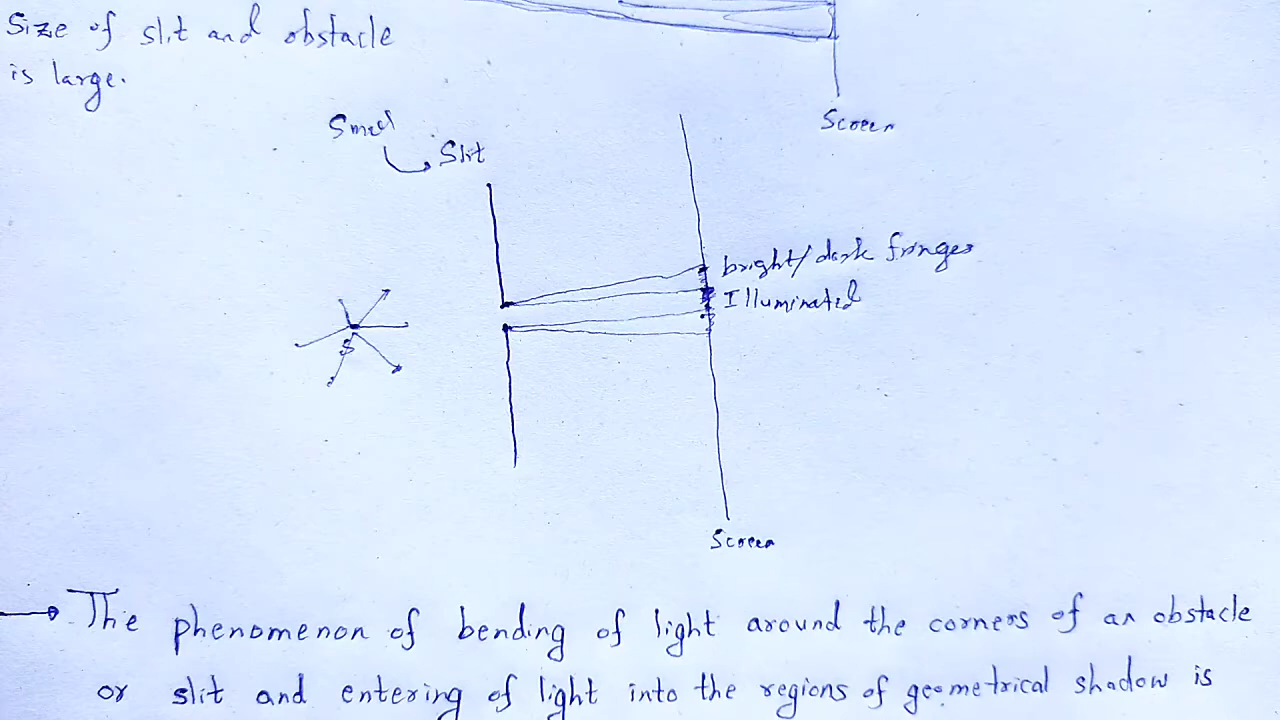 Size of slit and obstacle
is large.
Screen
Small
Slit
bright/dark fringes
Illuminated
S
Screen
The phenomenon of bending of light around the corners of an obstacle
or slit and entering of light into the regions of geometrical shadow is